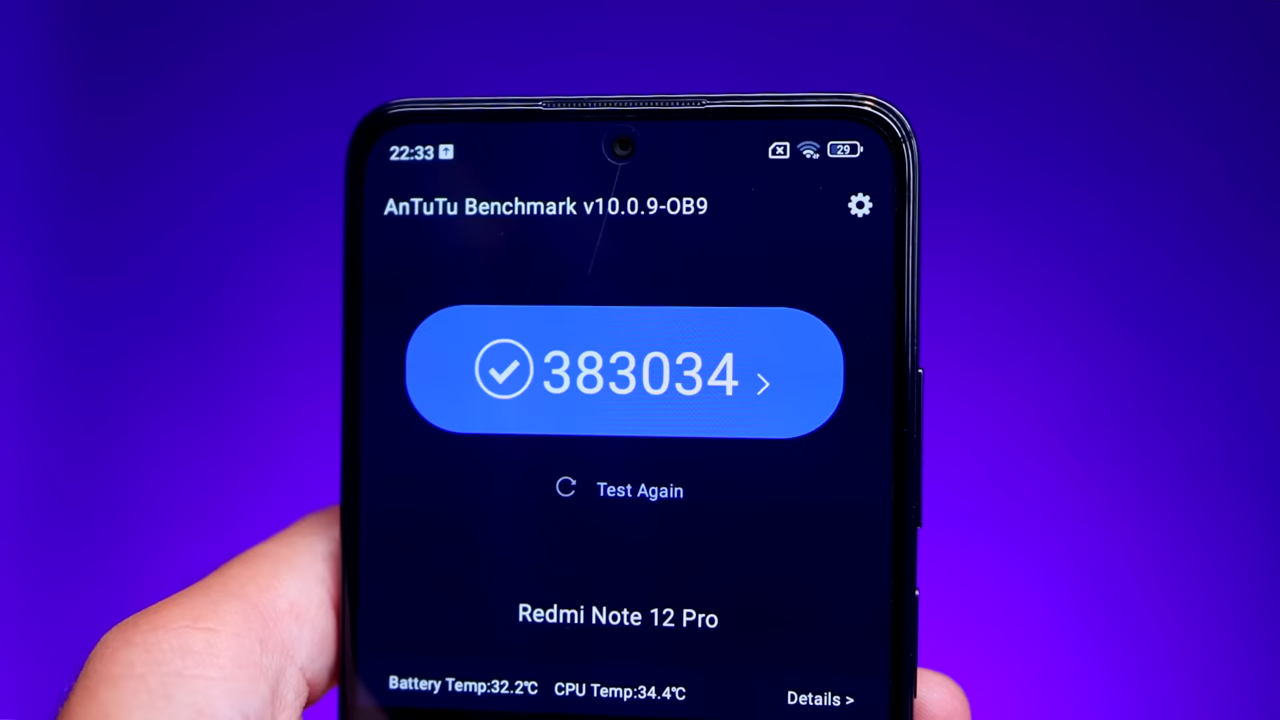 22:33 29
AnTuTu Benchmark v10.0.9-OB9
383034 >
Test Again
Redmi Note 12 Pro
Battery Temp:32.2℃ CPU Temp:34.4℃ Details >